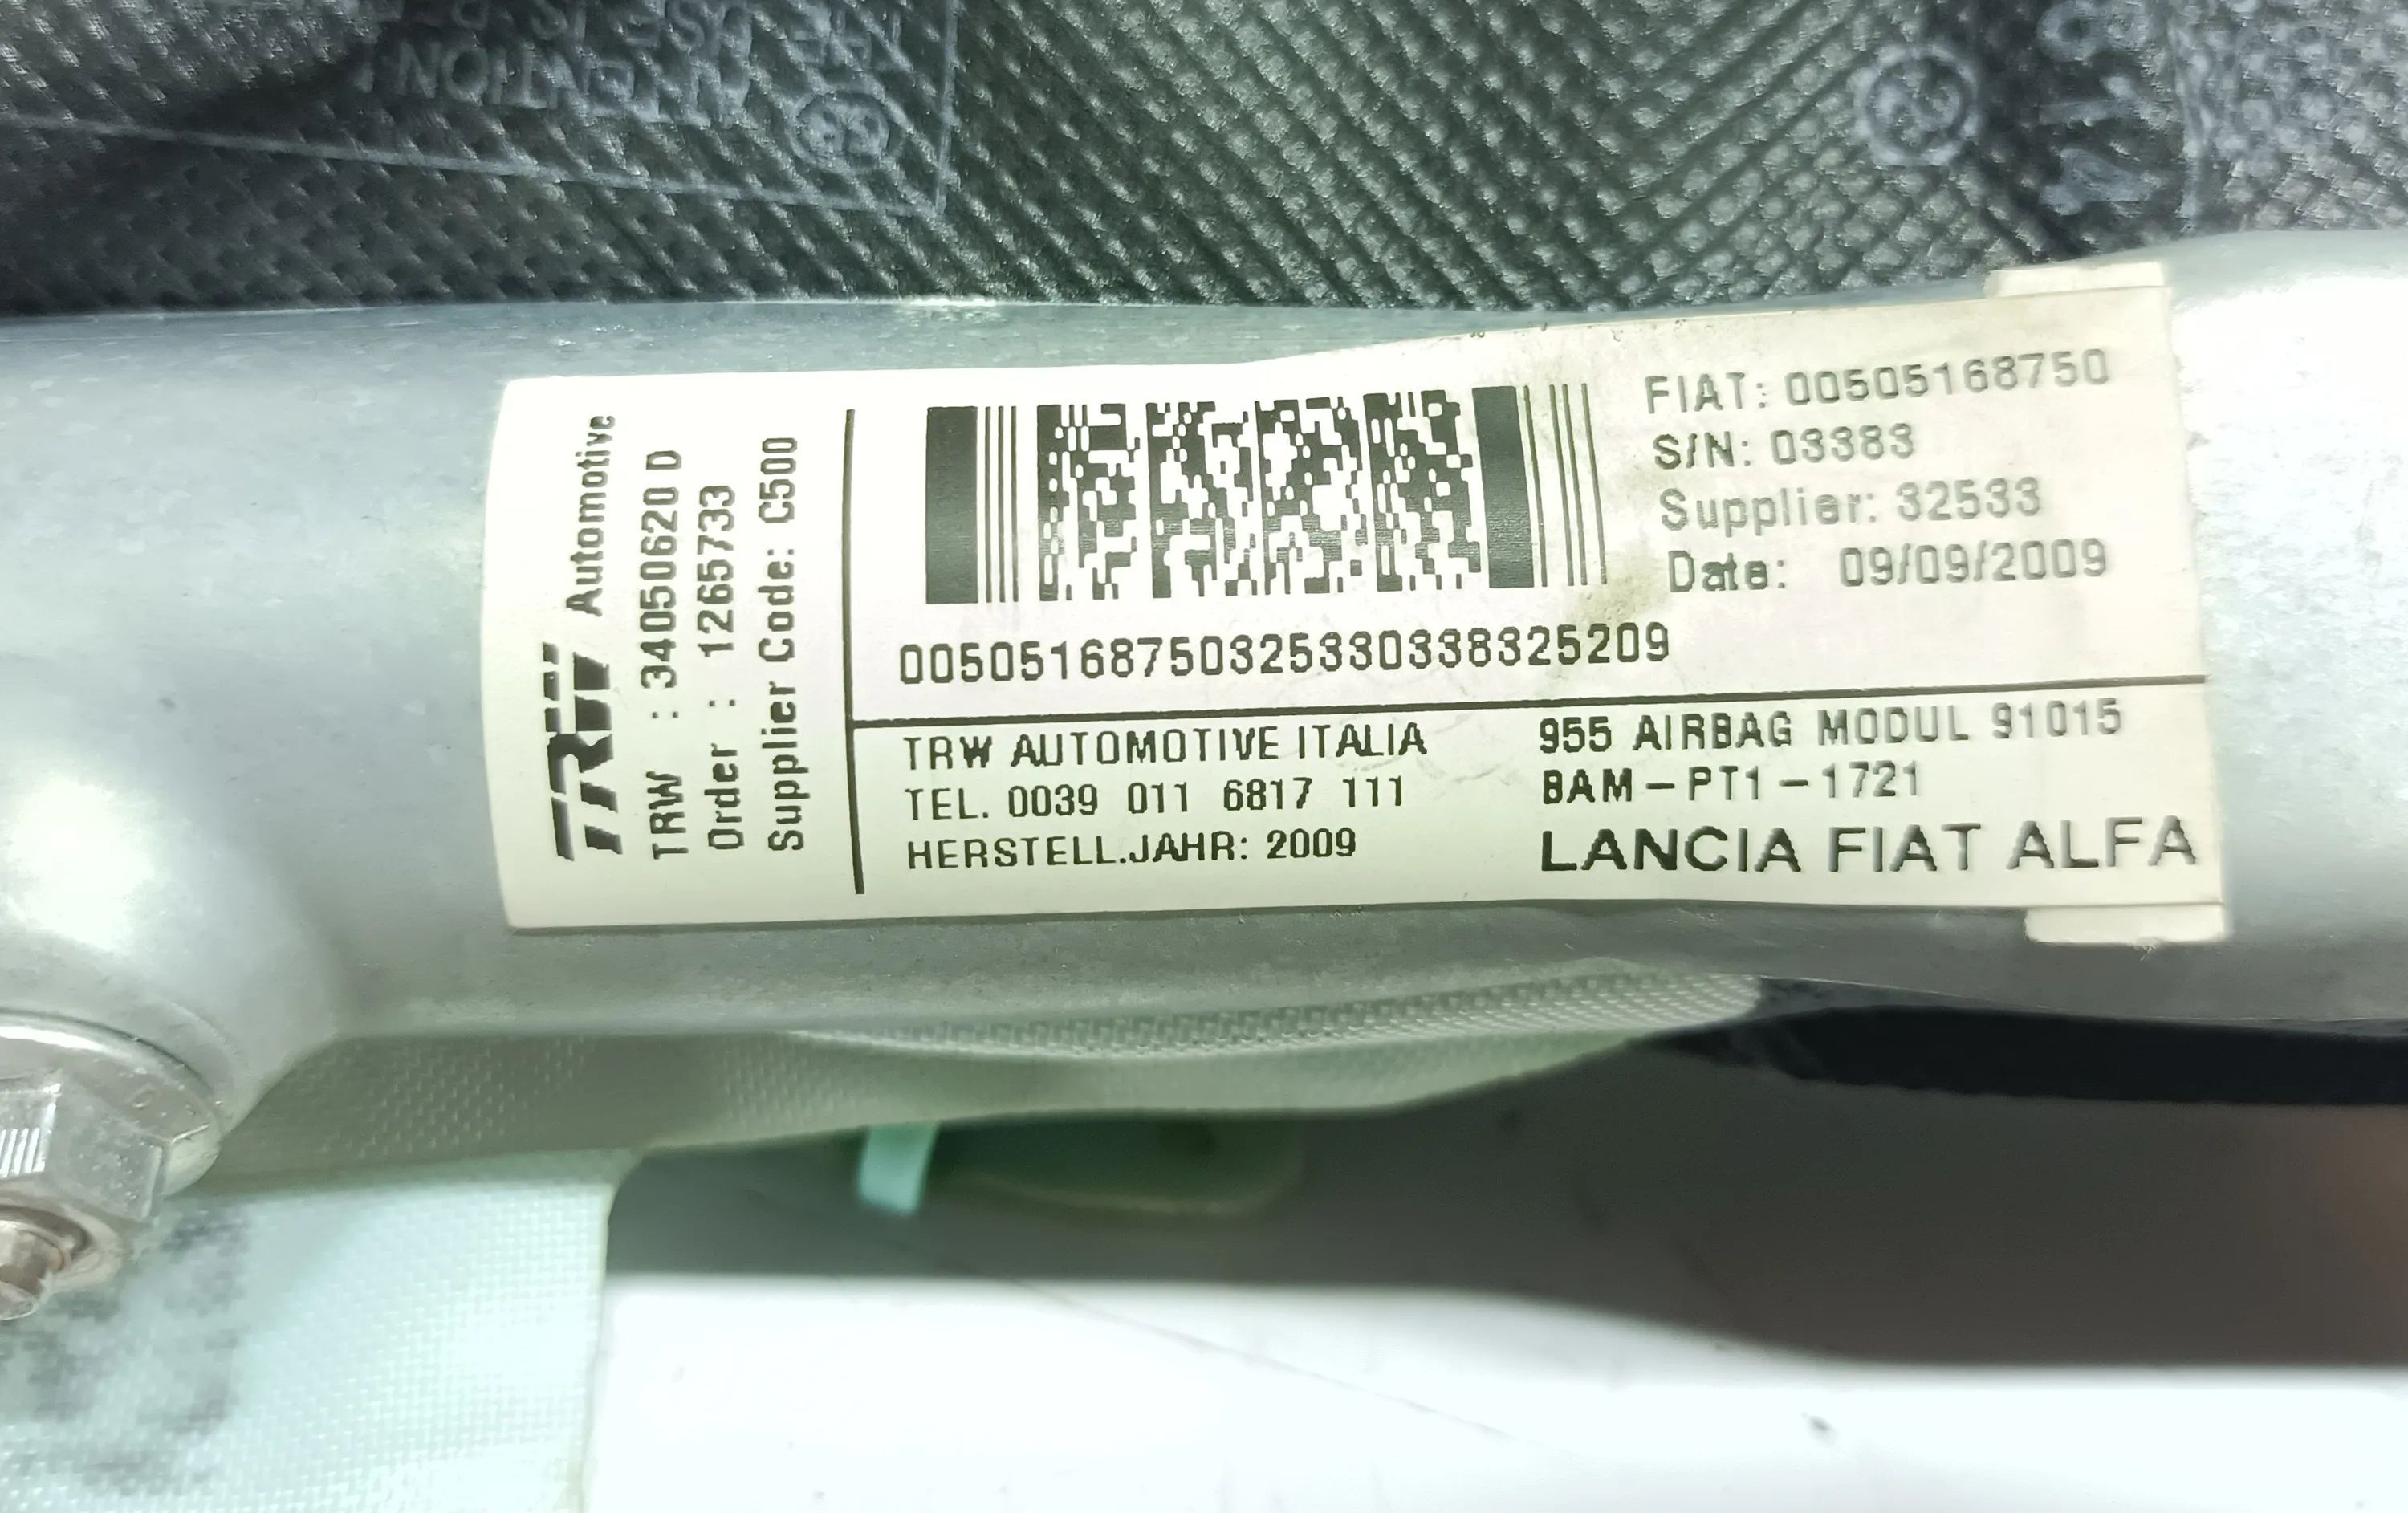 TRW Automotive
TRW : 34050620 D
Order : 1265733
Supplier Code: C500
FIAT: 00505168750
S/N: 03383
Supplier: 32533
Date: 09/09/2009
00505168750325330338325209
TRW AUTOMOTIVE ITALIA
TEL. 0039 011 6817 111
HERSTELL.JAHR: 2009
955 AIRBAG MODUL 91015
BAM-PT1-1721
LANCIA FIAT ALFA
ATTENTION